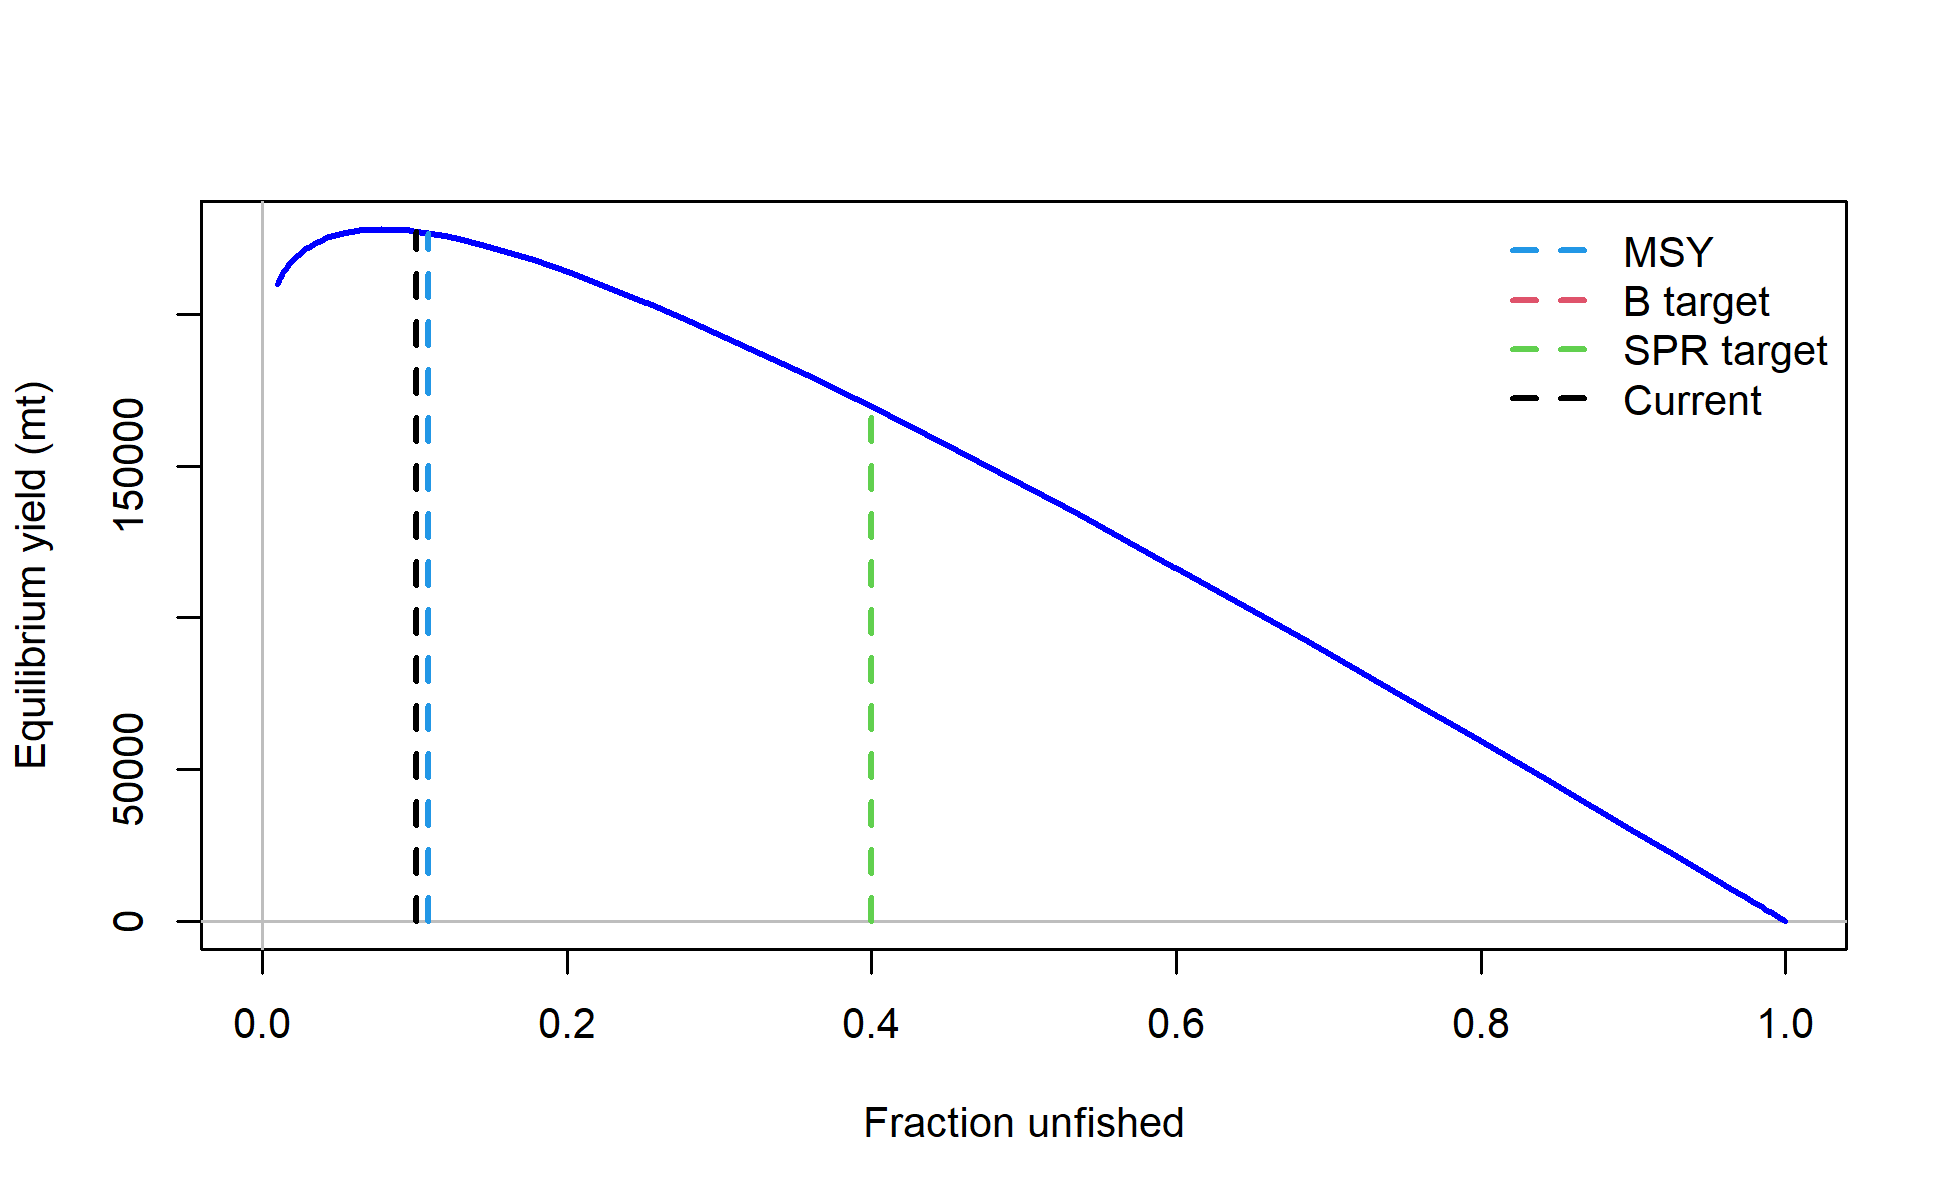 MSY
B target
SPR target
Current
Equilibrium yield (mt)
150000
50000
0
0.0 0.2 0.4 0.6 0.8 1.0
Fraction unfished